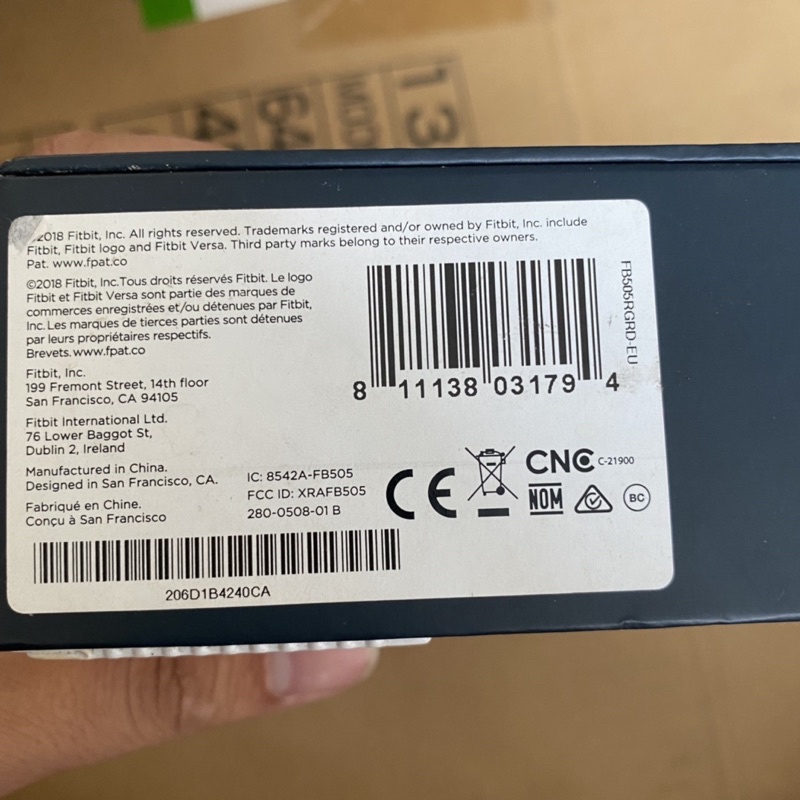 2018 Fitbit, Inc. All rights reserved. Trademarks registered and/or owned by Fitbit, Inc. include
Fitbit, Fitbit logo and Fitbit Versa. Third party marks belong to their respective owners.
Pat. www.fpat.co
©2018 Fitbit, Inc.Tous droits réservés Fitbit. Le logo
Fitbit et Fitbit Versa sont partie des marques de
commerces enregistrées et/ou détenues par Fitbit,
Inc. Les marques de tierces parties sont détenues
par leurs propriétaires respectifs.
Brevets. www.fpat.co
Fitbit, Inc.
199 Fremont Street, 14th floor
San Francisco, CA 94105
Fitbit International Ltd.
76 Lower Baggot St,
Dublin 2, Ireland
Manufactured in China.
Designed in San Francisco, CA.
Fabriqué en Chine.
Conçu à San Francisco
IC: 8542A-FB505
FCC ID: XRAFB505
280-0508-01 B
206D1B4240CA
8 11138 03179 4
FB505RGRD-EU
CE
CNC C-21900
NOM
BC
13
64